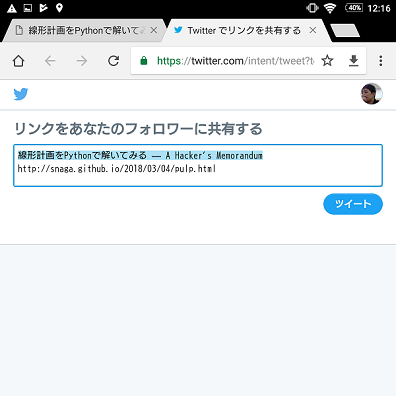 40% 12:16
線形計画をPythonで解いてみ
Twitter でリンクを共有する
https://twitter.com/intent/tweet?t
リンクをあなたのフォロワーに共有する
線形計画をPythonで解いてみる — A Hacker's Memorandum
http://snaga.github.io/2018/03/04/pulp.html
ツイート